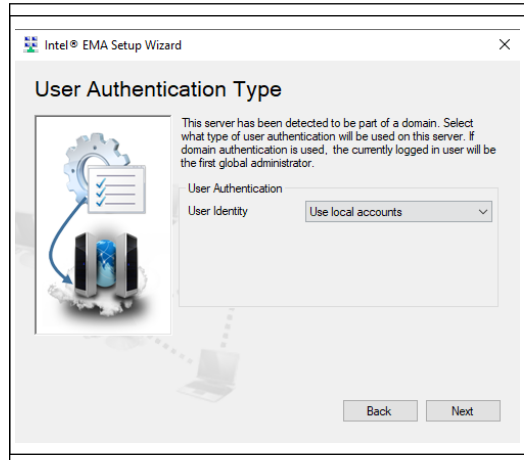 Intel® EMA Setup Wizard
User Authentication Type
This server has been detected to be part of a domain. Select
what type of user authentication will be used on this server. If
domain authentication is used, the currently logged in user will be
the first global administrator.
User Authentication
User Identity
Use local accounts
Back
Next